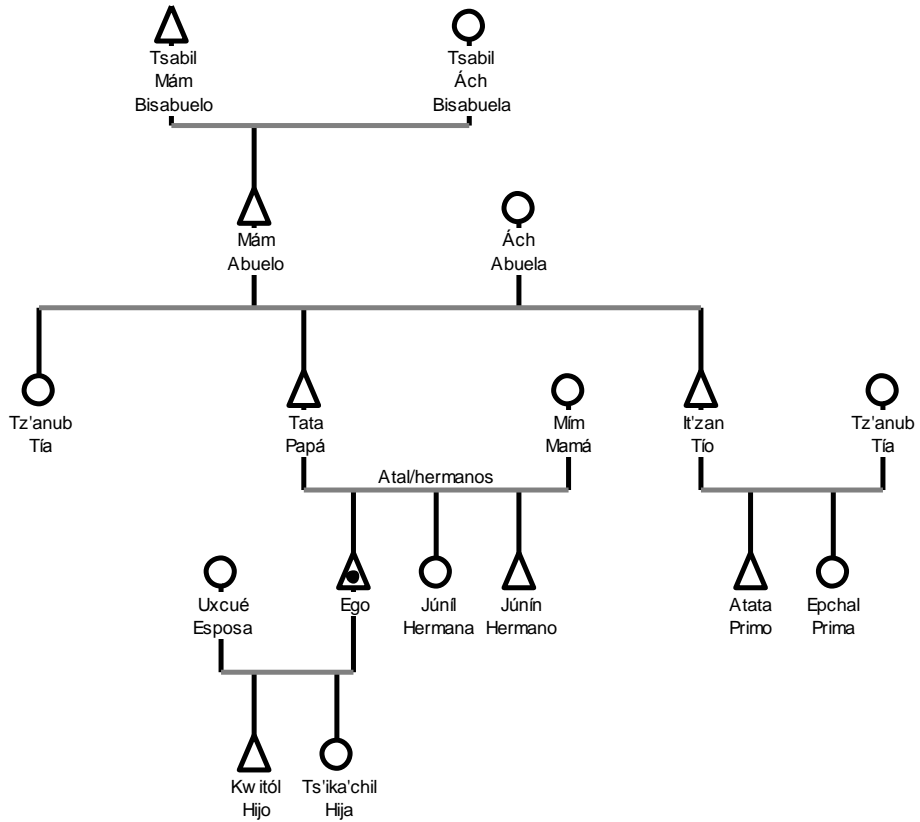 Tsabil
Mám
Bisabuelo
Tsabil
Ách
Bisabuela
Mám
Abuelo
Ách
Abuela
Tz'anub
Tía
Tata
Papá
Mím
Mamá
It'zan
Tío
Tz'anub
Tía
Atal/hermanos
Uxcué
Esposa
Ego
Júníl
Hermana
Júnín
Hermano
Atata
Primo
Epchal
Prima
Kwitól
Hijo
Ts'ika'chil
Hija